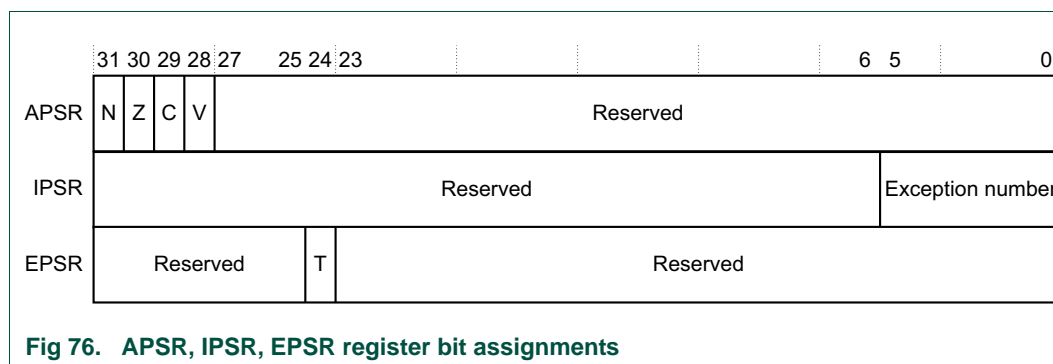 31 30 29 28 27 25 24 23 6 5 0
APSR N Z C V Reserved
IPSR Reserved Exception number
EPSR Reserved T Reserved
Fig 76. APSR, IPSR, EPSR register bit assignments